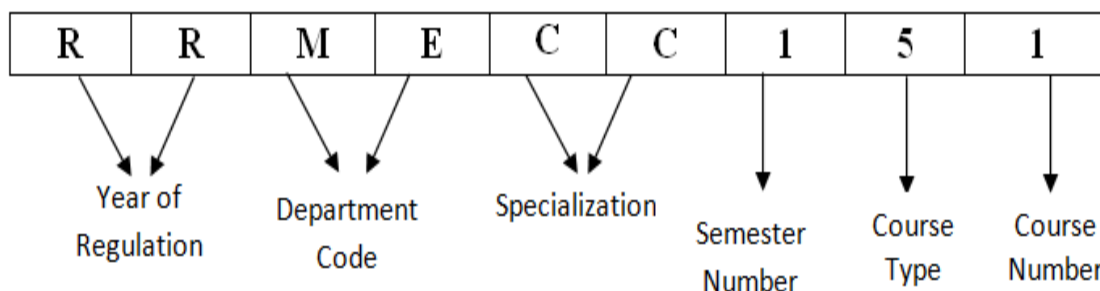 R R M E C C 1 5 1
Year of
Regulation
Department
Code
Specialization
Semester
Number
Course
Type
Course
Number